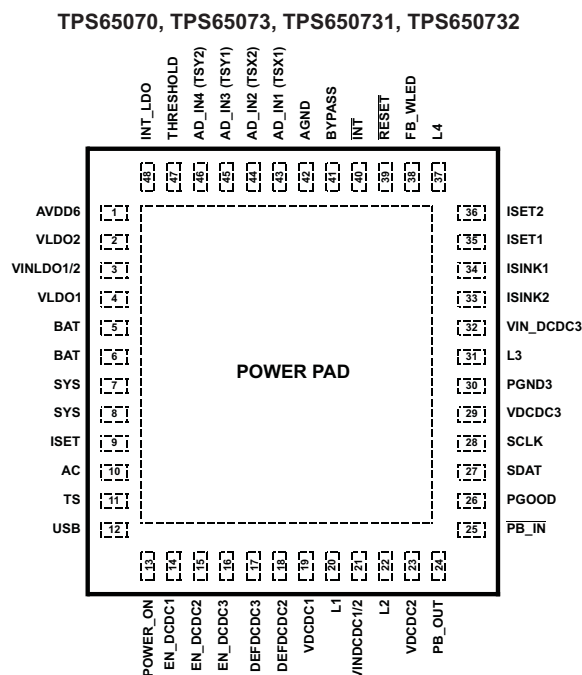 TPS65070, TPS65073, TPS650731, TPS650732
INT_LDO
THRESHOLD
AD_IN4 (TSY2)
AD_IN3 (TSY1)
AD_IN2 (TSX2)
AD_IN1 (TSX1)
AGND
BYPASS
INT
RESET
FB_WLED
L4
48
47
46
45
44
43
42
41
40
39
38
37
AVDD6 1
VLDO2 2
VINLDO1/2 3
VLDO1 4
BAT 5
BAT 6
SYS 7
SYS 8
ISET 9
AC 10
TS 11
USB 12
POWER PAD
36 ISET2
35 ISET1
34 ISINK1
33 ISINK2
32 VIN_DCDC3
31 L3
30 PGND3
29 VDCDC3
28 SCLK
27 SDAT
26 PGOOD
25 PB_IN
13
14
15
16
17
18
19
20
21
22
23
24
POWER_ON
EN_DCDC1
EN_DCDC2
EN_DCDC3
DEFDCDC3
DEFDCDC2
VDCDC1
L1
VINDCDC1/2
L2
VDCDC2
PB_OUT